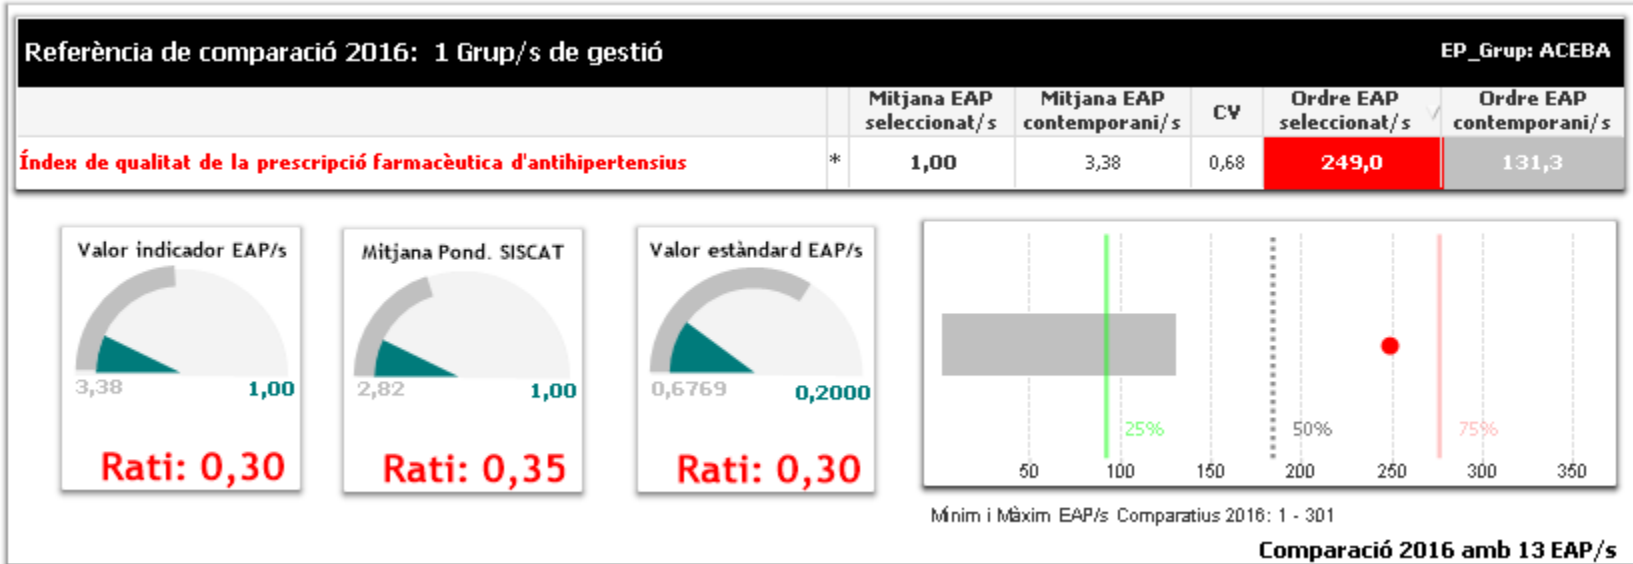 Referència de comparació 2016: 1 Grup/s de gestió
EP_Grup: ACEBA
Mitjana EAP seleccionat/s
Mitjana EAP contemporani/s
CV
Ordre EAP seleccionat/s
Ordre EAP contemporani/s
Índex de qualitat de la prescripció farmacèutica d'antihipertensius * 1,00 3,38 0,68 249,0 131,3
Valor indicador EAP/s
3,38 1,00
Rati: 0,30
Mitjana Pond. SISCAT
2,82 1,00
Rati: 0,35
Valor estàndard EAP/s
0,6769 0,2000
Rati: 0,30
25% 50% 75%
50 100 150 200 250 300 350
Mínim i Màxim EAP/s Comparatius 2016: 1 - 301
Comparació 2016 amb 13 EAP/s